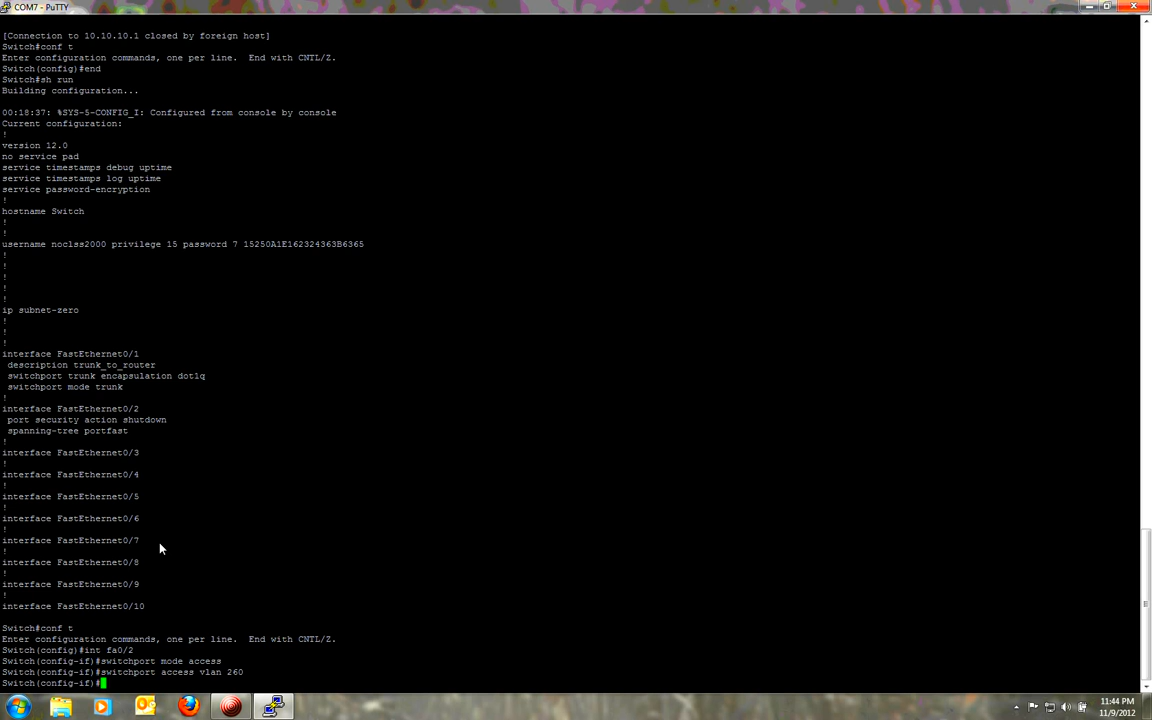 COM7 - PuTTY
[Connection to 10.10.10.1 closed by foreign host]
Switch#conf t
Enter configuration commands, one per line.  End with CNTL/Z.
Switch(config)#end
Switch#sh run
Building configuration...
00:18:37: %SYS-5-CONFIG_I: Configured from console by console
Current configuration:
!
version 12.0
no service pad
service timestamps debug uptime
service timestamps log uptime
service password-encryption
!
hostname Switch
!
!
username noclss2000 privilege 15 password 7 15250A1E162324363B6365
!
!
!
!
!
ip subnet-zero
!
!
!
interface FastEthernet0/1
description trunk_to_router
switchport trunk encapsulation dot1q
switchport mode trunk
!
interface FastEthernet0/2
port security action shutdown
spanning-tree portfast
!
interface FastEthernet0/3
!
interface FastEthernet0/4
!
interface FastEthernet0/5
!
interface FastEthernet0/6
!
interface FastEthernet0/7
!
interface FastEthernet0/8
!
interface FastEthernet0/9
!
interface FastEthernet0/10
Switch#conf t
Enter configuration commands, one per line.  End with CNTL/Z.
Switch(config)#int fa0/2
Switch(config-if)#switchport mode access
Switch(config-if)#switchport access vlan 260
Switch(config-if)#
11:44 PM
11/9/2012